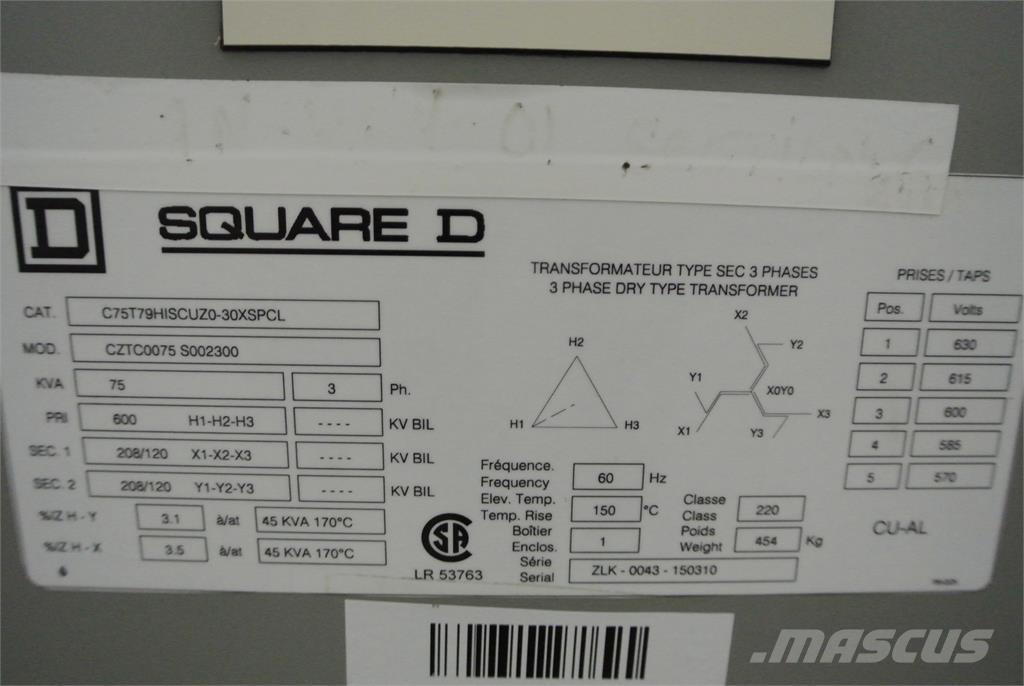 D SQUARE D
TRANSFORMATEUR TYPE SEC 3 PHASES
3 PHASE DRY TYPE TRANSFORMER
PRISES / TAPS
CAT. C75T79HISCUZ0-30XSPCL
MOD. CZTC0075 S002300
KVA 75 3 Ph.
PRI 600 H1-H2-H3 ---- KV BIL
SEC. 1 208/120 X1-X2-X3 ---- KV BIL
SEC. 2 208/120 Y1-Y2-Y3 ---- KV BIL
%IZ H - Y 3.1 à/at 45 KVA 170°C
%IZ H - X 3.5 à/at 45 KVA 170°C
6
H2
H1
H3
X2
Y2
Y1
X0Y0
X1
Y3
X3
Pos. Volts
1 630
2 615
3 600
4 585
5 570
CU-AL
Fréquence.
Frequency 60 Hz
Elev. Temp.
Temp. Rise 150 °C
Classe
Class 220
Boîtier
Enclos. 1
Poids
Weight 454 Kg
Série
Serial ZLK - 0043 - 150310
SA
LR 53763
MASCUS